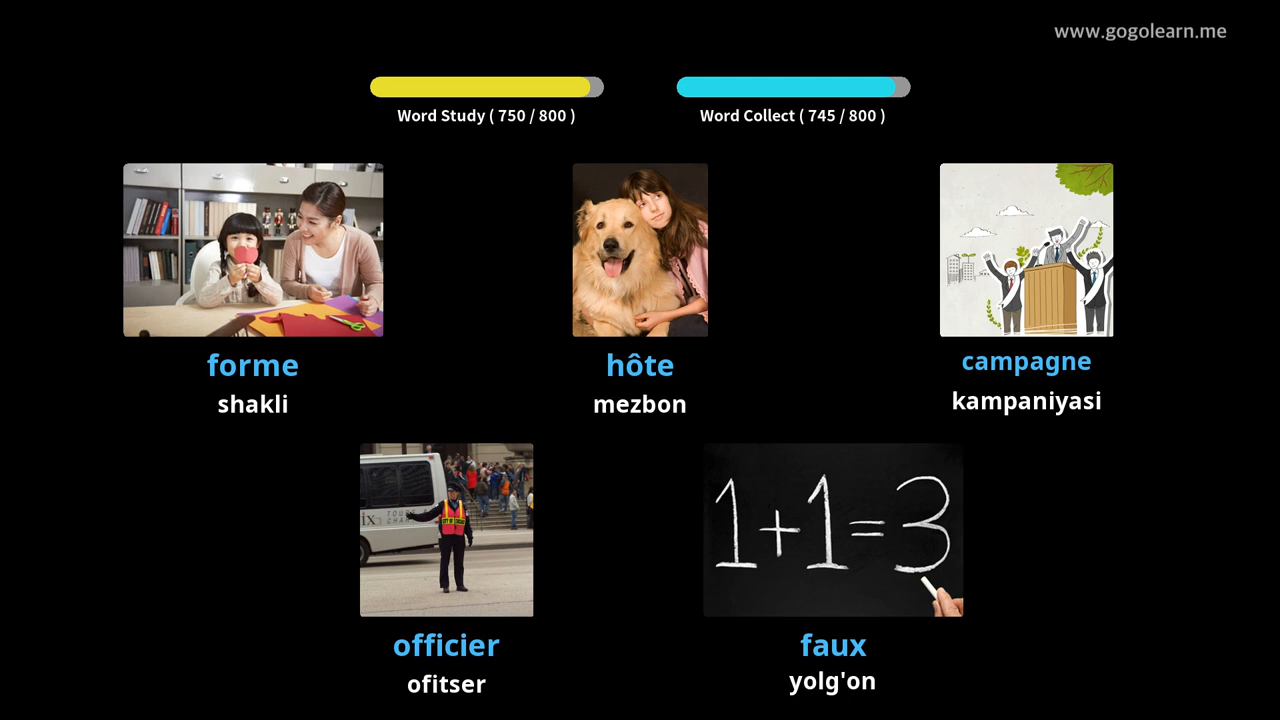 www.gogolearn.me
Word Study ( 750 / 800 )
Word Collect ( 745 / 800 )
forme
shakli
hôte
mezbon
campagne
kampaniyasi
1+1=3
officier
ofitser
faux
yolg'on